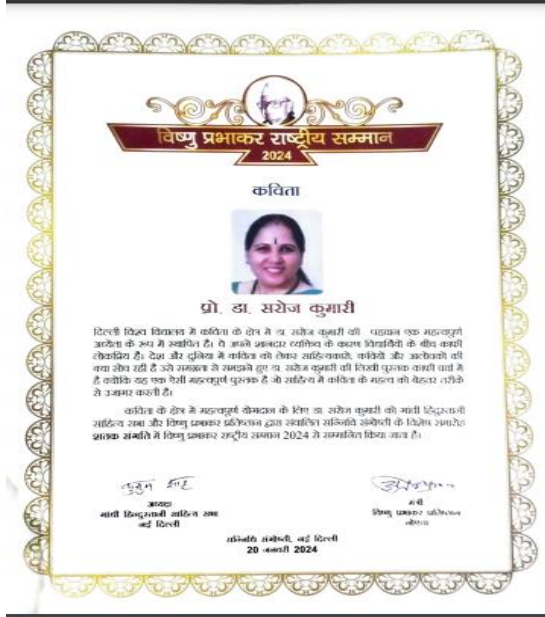 विष्णु प्रभाकर राष्ट्रीय सम्मान
2024
कविता
प्रो. डा. सरोज कुमारी
दिल्ली विश्व विद्यालय में कविता के क्षेत्र में डा. सरोज कुमारी की पहचान एक महत्वपूर्ण
अध्येता के रूप में स्थापित है। वे अपने शानदार व्यक्तित्व के कारण विद्यार्थियों के बीच काफी
लोकप्रिय हैं। देश और दुनिया में कविता को लेकर साहित्यकारों, कवियों और आलोचकों की
क्या सोच रही है उसे समग्रता से समझाते हुए डा. सरोज कुमारी की लिखी पुस्तक काफी चर्चा में
है क्योंकि यह एक ऐसी महत्वपूर्ण पुस्तक है जो साहित्य में कविता के महत्व को बेहतर तरीके
से उजागर करती है।
कविता के क्षेत्र में महत्वपूर्ण योगदान के लिए डा. सरोज कुमारी को गांधी हिंदुस्तानी
साहित्य सभा और विष्णु प्रभाकर प्रतिष्ठान द्वारा संचालित सन्निधि संगोष्ठी के विशेष समारोह
शतक संगति में विष्णु प्रभाकर राष्ट्रीय सम्मान 2024 से सम्मानित किया जाता है।
कुसुम शाह
अध्यक्ष
गांधी हिन्दुस्तानी साहित्य सभा
नई दिल्ली
मंत्री
विष्णु प्रभाकर प्रतिष्ठान
नोएडा
सन्निधि संगोष्ठी, नई दिल्ली
20 जनवरी 2024